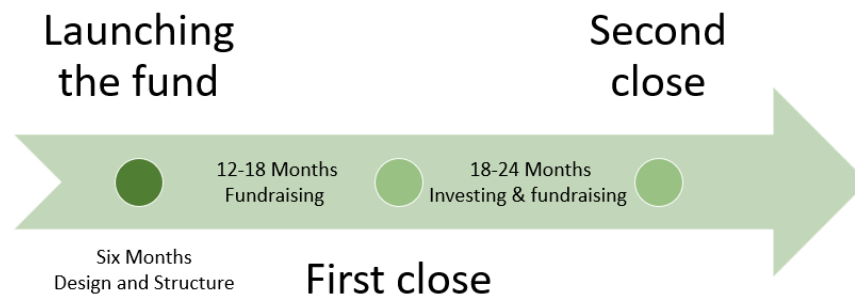 Launching
the fund
Second
close
12-18 Months
Fundraising
18-24 Months
Investing & fundraising
Six Months
Design and Structure
First close